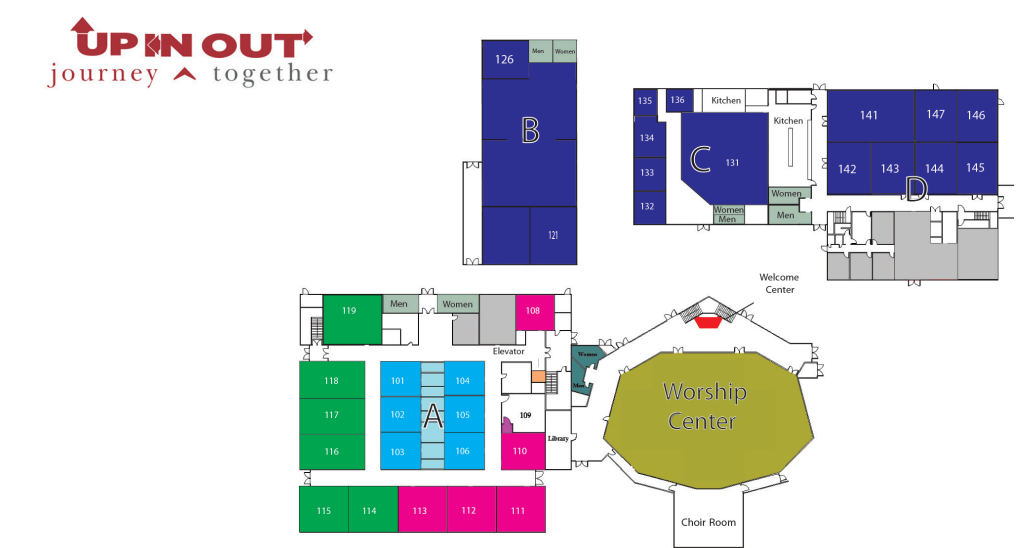 UP IN OUT
journey together
126
Men
Women
B
121
135
136
Kitchen
134
133
132
C
131
Kitchen
Women
Men
Women
Men
141
147
146
142
143
144
145
D
Welcome
Center
119
Men
Women
108
Elevator
118
117
116
101
102
103
A
104
105
106
109
110
Library
115
114
113
112
111
Women
Men
Worship
Center
Choir Room